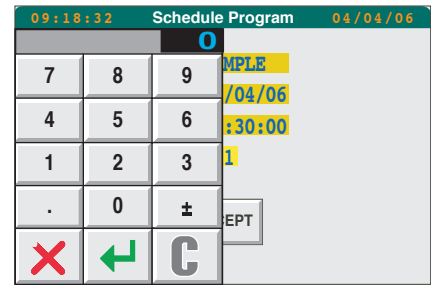 09:18:32 Schedule Program 04/04/06
0
7 8 9 MPLE
/04/06
4 5 6 :30:00
1 2 3 1
. 0 ± EPT
C